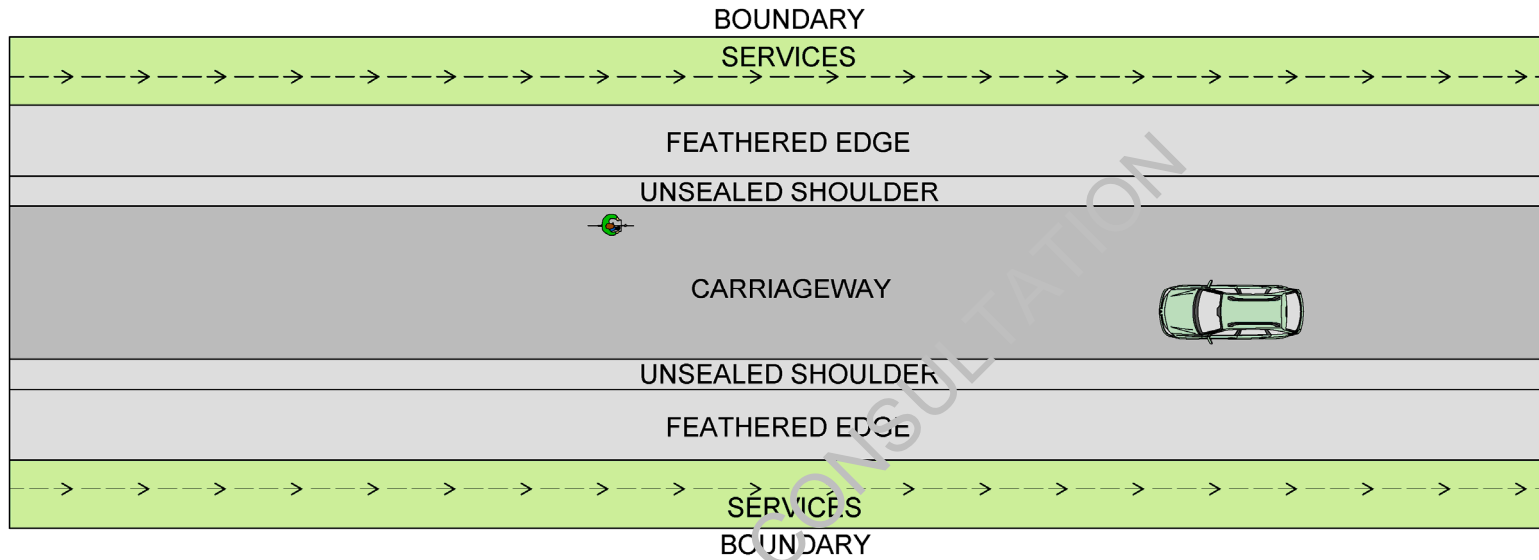 BOUNDARY
SERVICES
FEATHERED EDGE
UNSEALED SHOULDER
CARRIAGEWAY
UNSEALED SHOULDER
FEATHERED EDGE
SERVICES
BOUNDARY
CONSULTATION